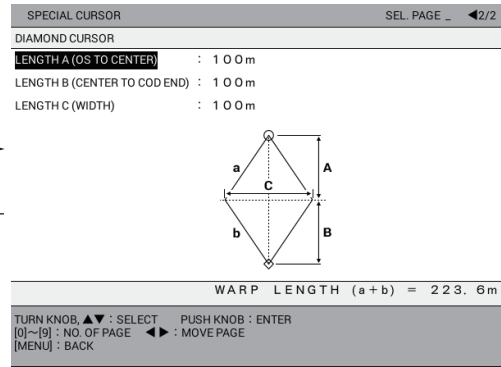 SPECIAL CURSOR SEL. PAGE _ ◀2/2
DIAMOND CURSOR
LENGTH A (OS TO CENTER) : 100m
LENGTH B (CENTER TO COD END) : 100m
LENGTH C (WIDTH) : 100m
a A
C
b B
WARP LENGTH (a+b) = 223. 6m
TURN KNOB, ▲▼ : SELECT PUSH KNOB : ENTER
[0]~[9] : NO. OF PAGE ◀ ▶ : MOVE PAGE
[MENU] : BACK